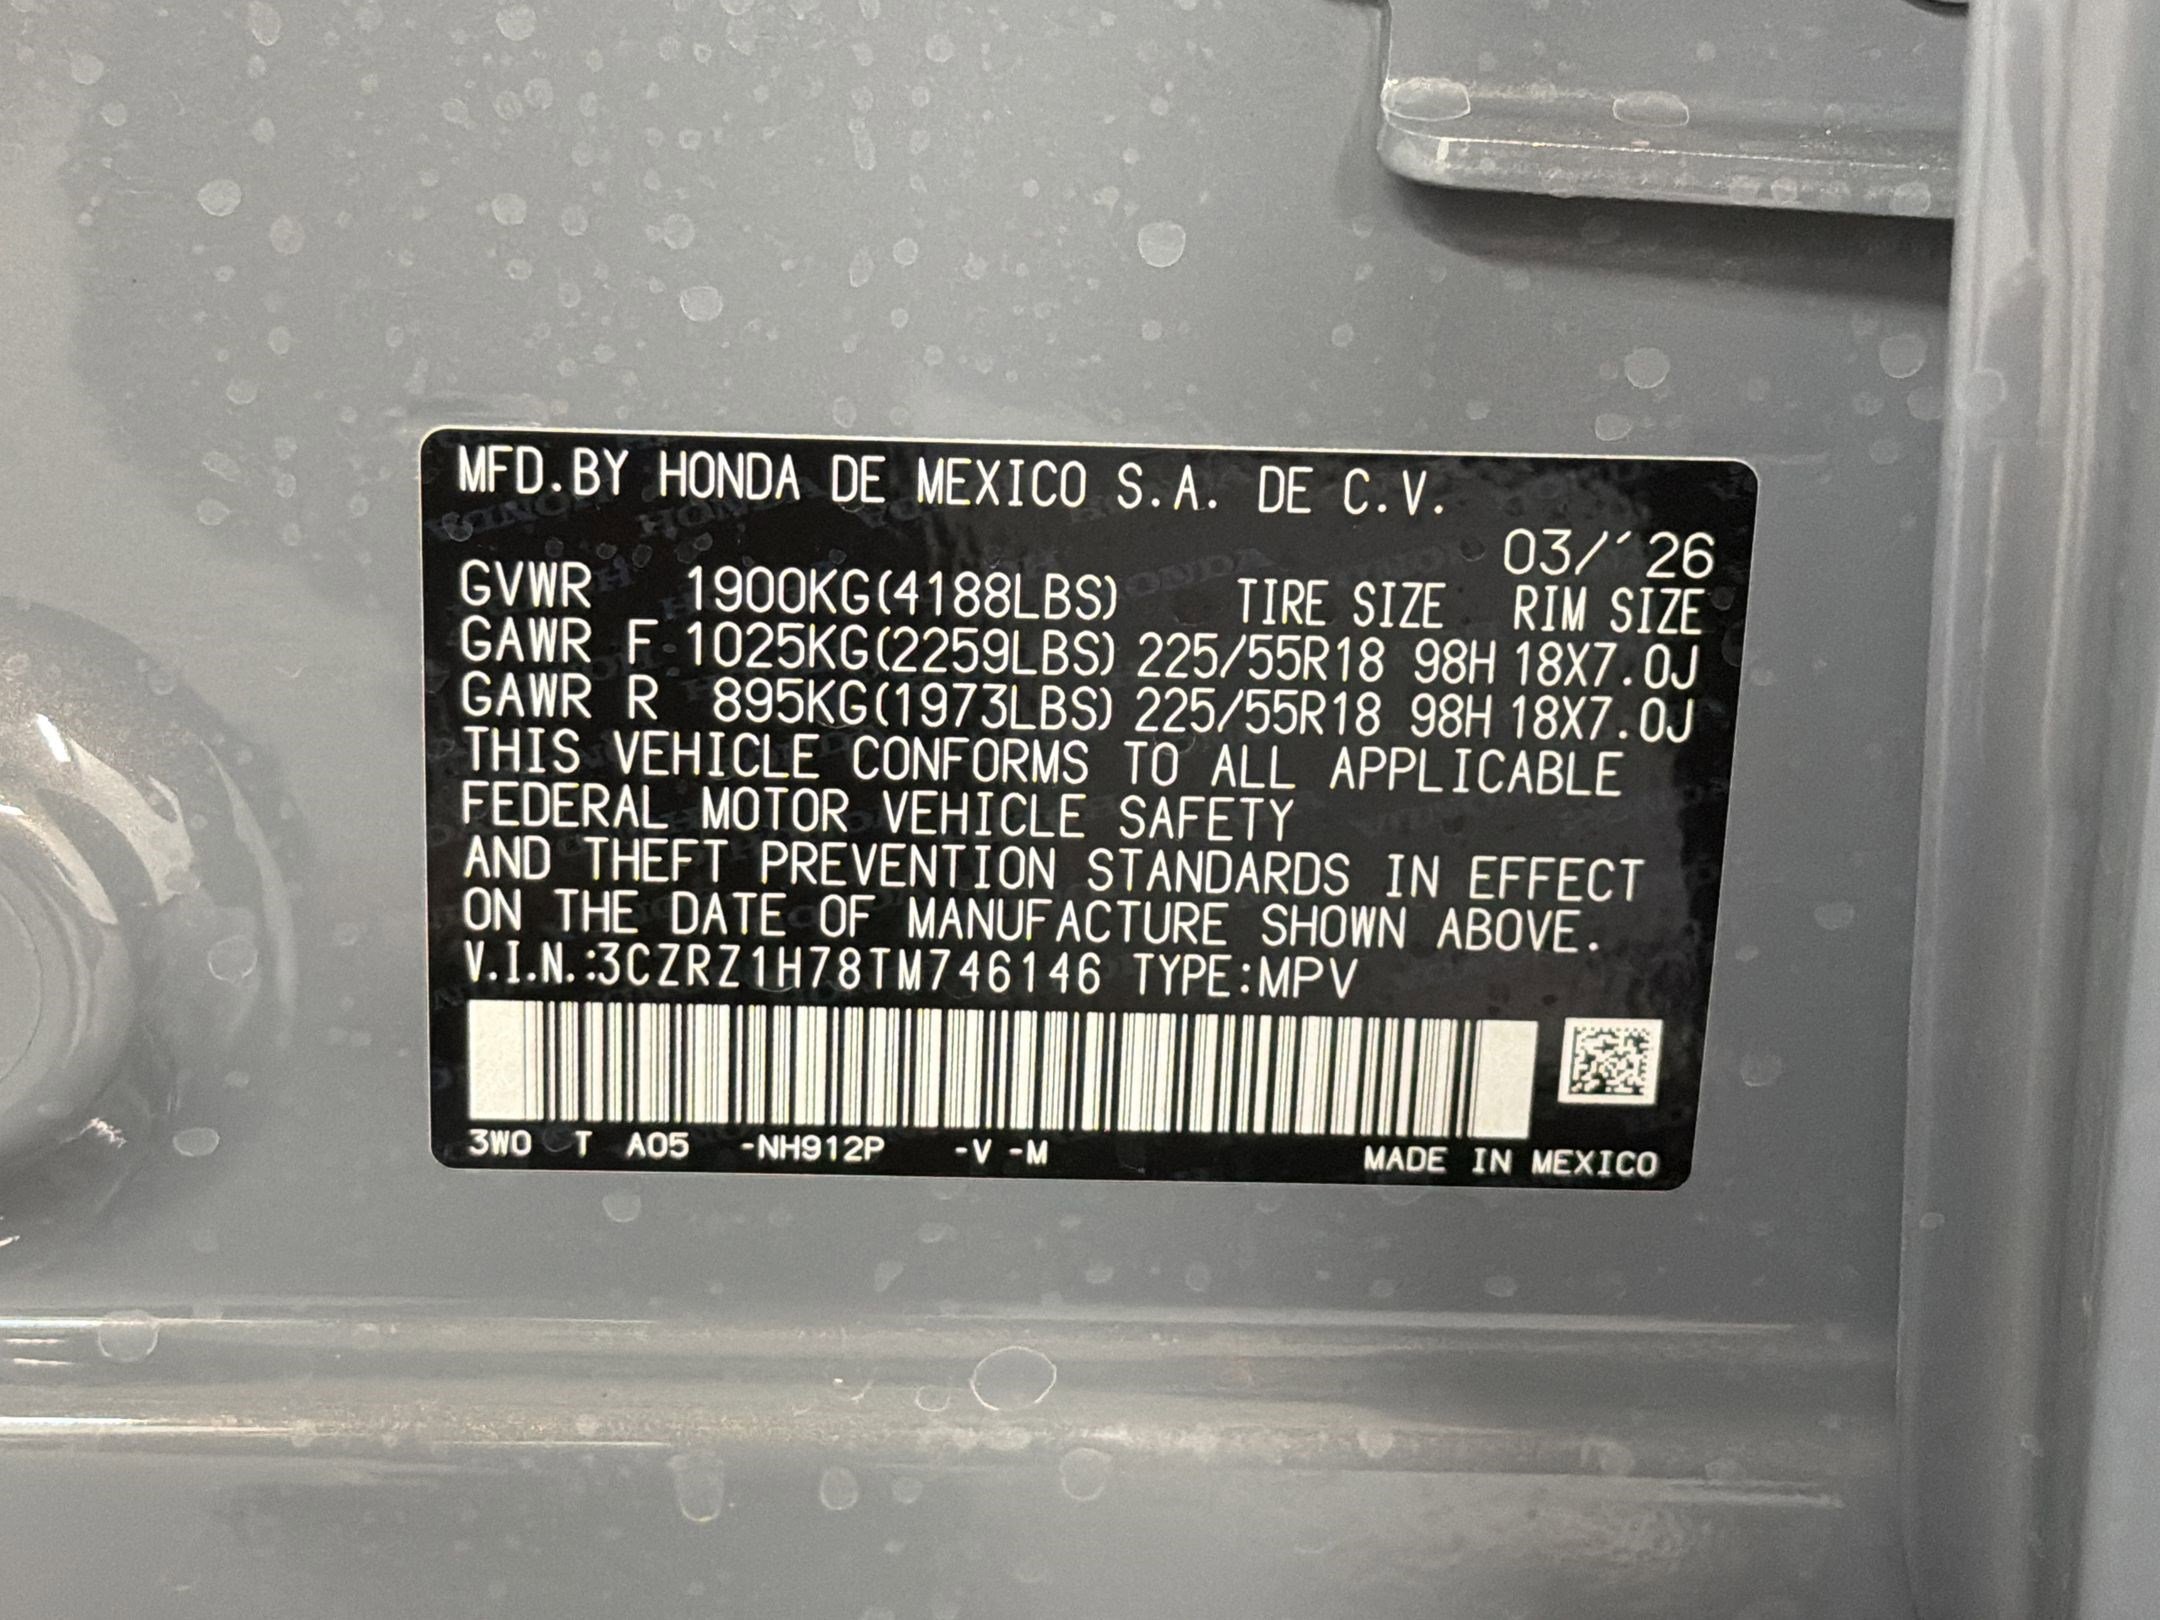 MFD.BY HONDA DE MEXICO S.A. DE C.V.
03/´26
GVWR 1900KG(4188LBS) TIRE SIZE RIM SIZE
GAWR F 1025KG(2259LBS) 225/55R18 98H 18X7.0J
GAWR R 895KG(1973LBS) 225/55R18 98H 18X7.0J
THIS VEHICLE CONFORMS TO ALL APPLICABLE
FEDERAL MOTOR VEHICLE SAFETY
AND THEFT PREVENTION STANDARDS IN EFFECT
ON THE DATE OF MANUFACTURE SHOWN ABOVE.
V.I.N.:3CZRZ1H78TM746146 TYPE:MPV
3W0 T A05 -NH912P -V -M MADE IN MEXICO